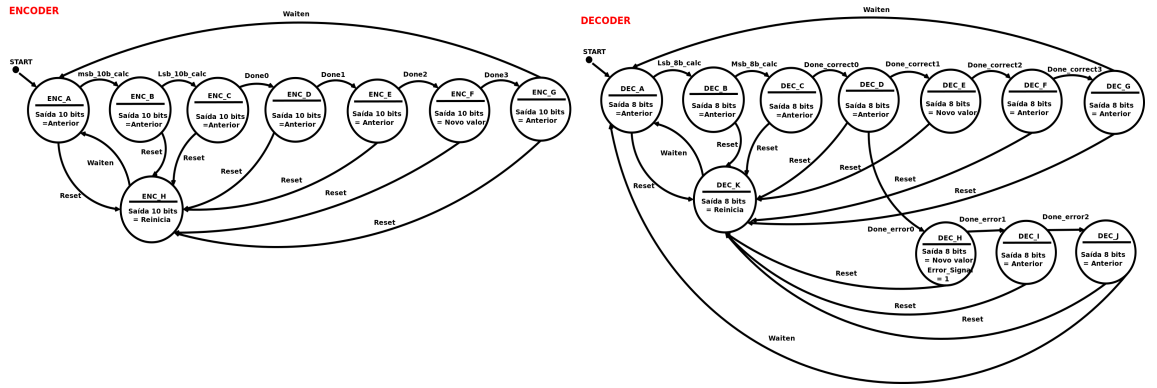 ENCODER
Waiten
START
msb_10b_calc
Lsb_10b_calc
Done0
Done1
Done2
Done3
ENC_A
Saída 10 bits
=Anterior
ENC_B
Saída 10 bits
=Anterior
ENC_C
Saída 10 bits
=Anterior
ENC_D
Saída 10 bits
=Anterior
ENC_E
Saída 10 bits
= Anterior
ENC_F
Saída 10 bits
= Novo valor
ENC_G
Saída 10 bits
= Anterior
Waiten
Reset
Reset
Reset
Reset
Reset
Reset
Reset
ENC_H
Saída 10 bits
= Reinicia
DECODER
Waiten
START
Lsb_8b_calc
Msb_8b_calc
Done_correct0
Done_correct1
Done_correct2
Done_correct3
DEC_A
Saída 8 bits
=Anterior
DEC_B
Saída 8 bits
=Anterior
DEC_C
Saída 8 bits
=Anterior
DEC_D
Saída 8 bits
=Anterior
DEC_E
Saída 8 bits
= Novo valor
DEC_F
Saída 8 bits
= Anterior
DEC_G
Saída 8 bits
= Anterior
Waiten
Reset
Reset
Reset
Reset
Reset
Reset
DEC_K
Saída 8 bits
= Reinicia
Done_error0
Done_error1
Done_error2
DEC_H
Saída 8 bits
= Novo valor
Error_Signal
= 1
DEC_I
Saída 8 bits
= Anterior
DEC_J
Saída 8 bits
= Anterior
Reset
Reset
Reset
Waiten